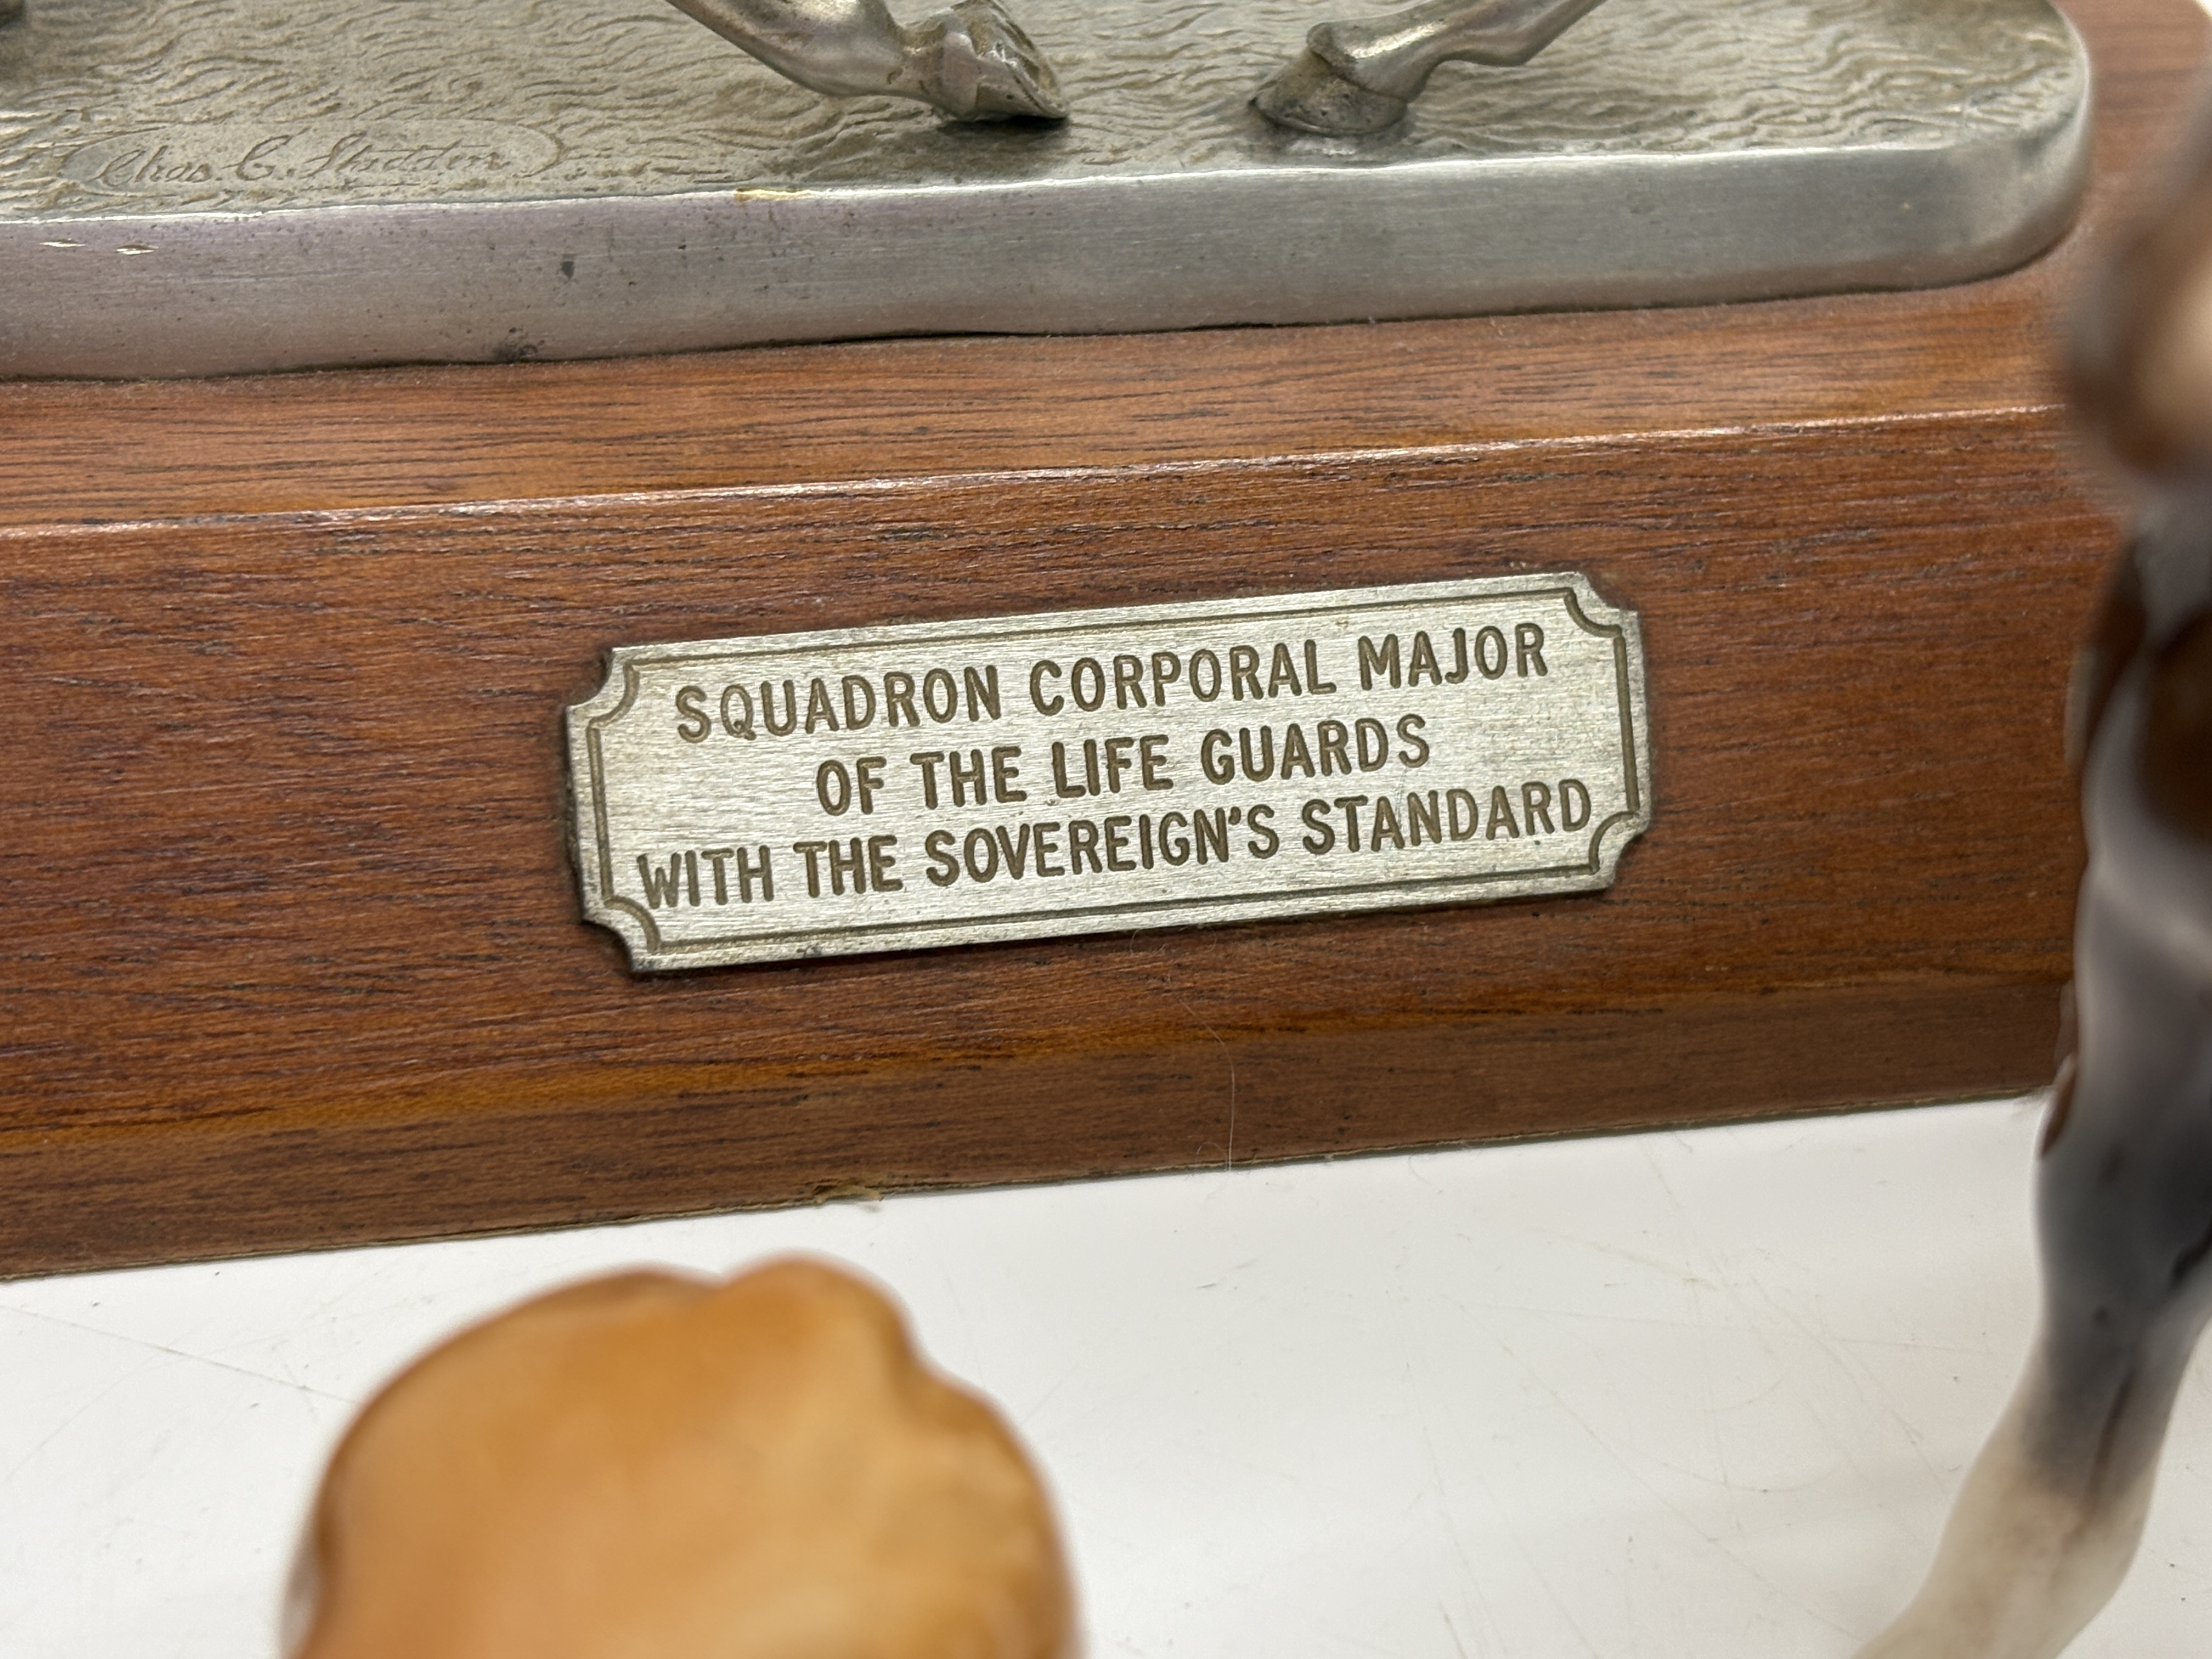 Chas. C. Stadden
SQUADRON CORPORAL MAJOR
OF THE LIFE GUARDS
WITH THE SOVEREIGN'S STANDARD